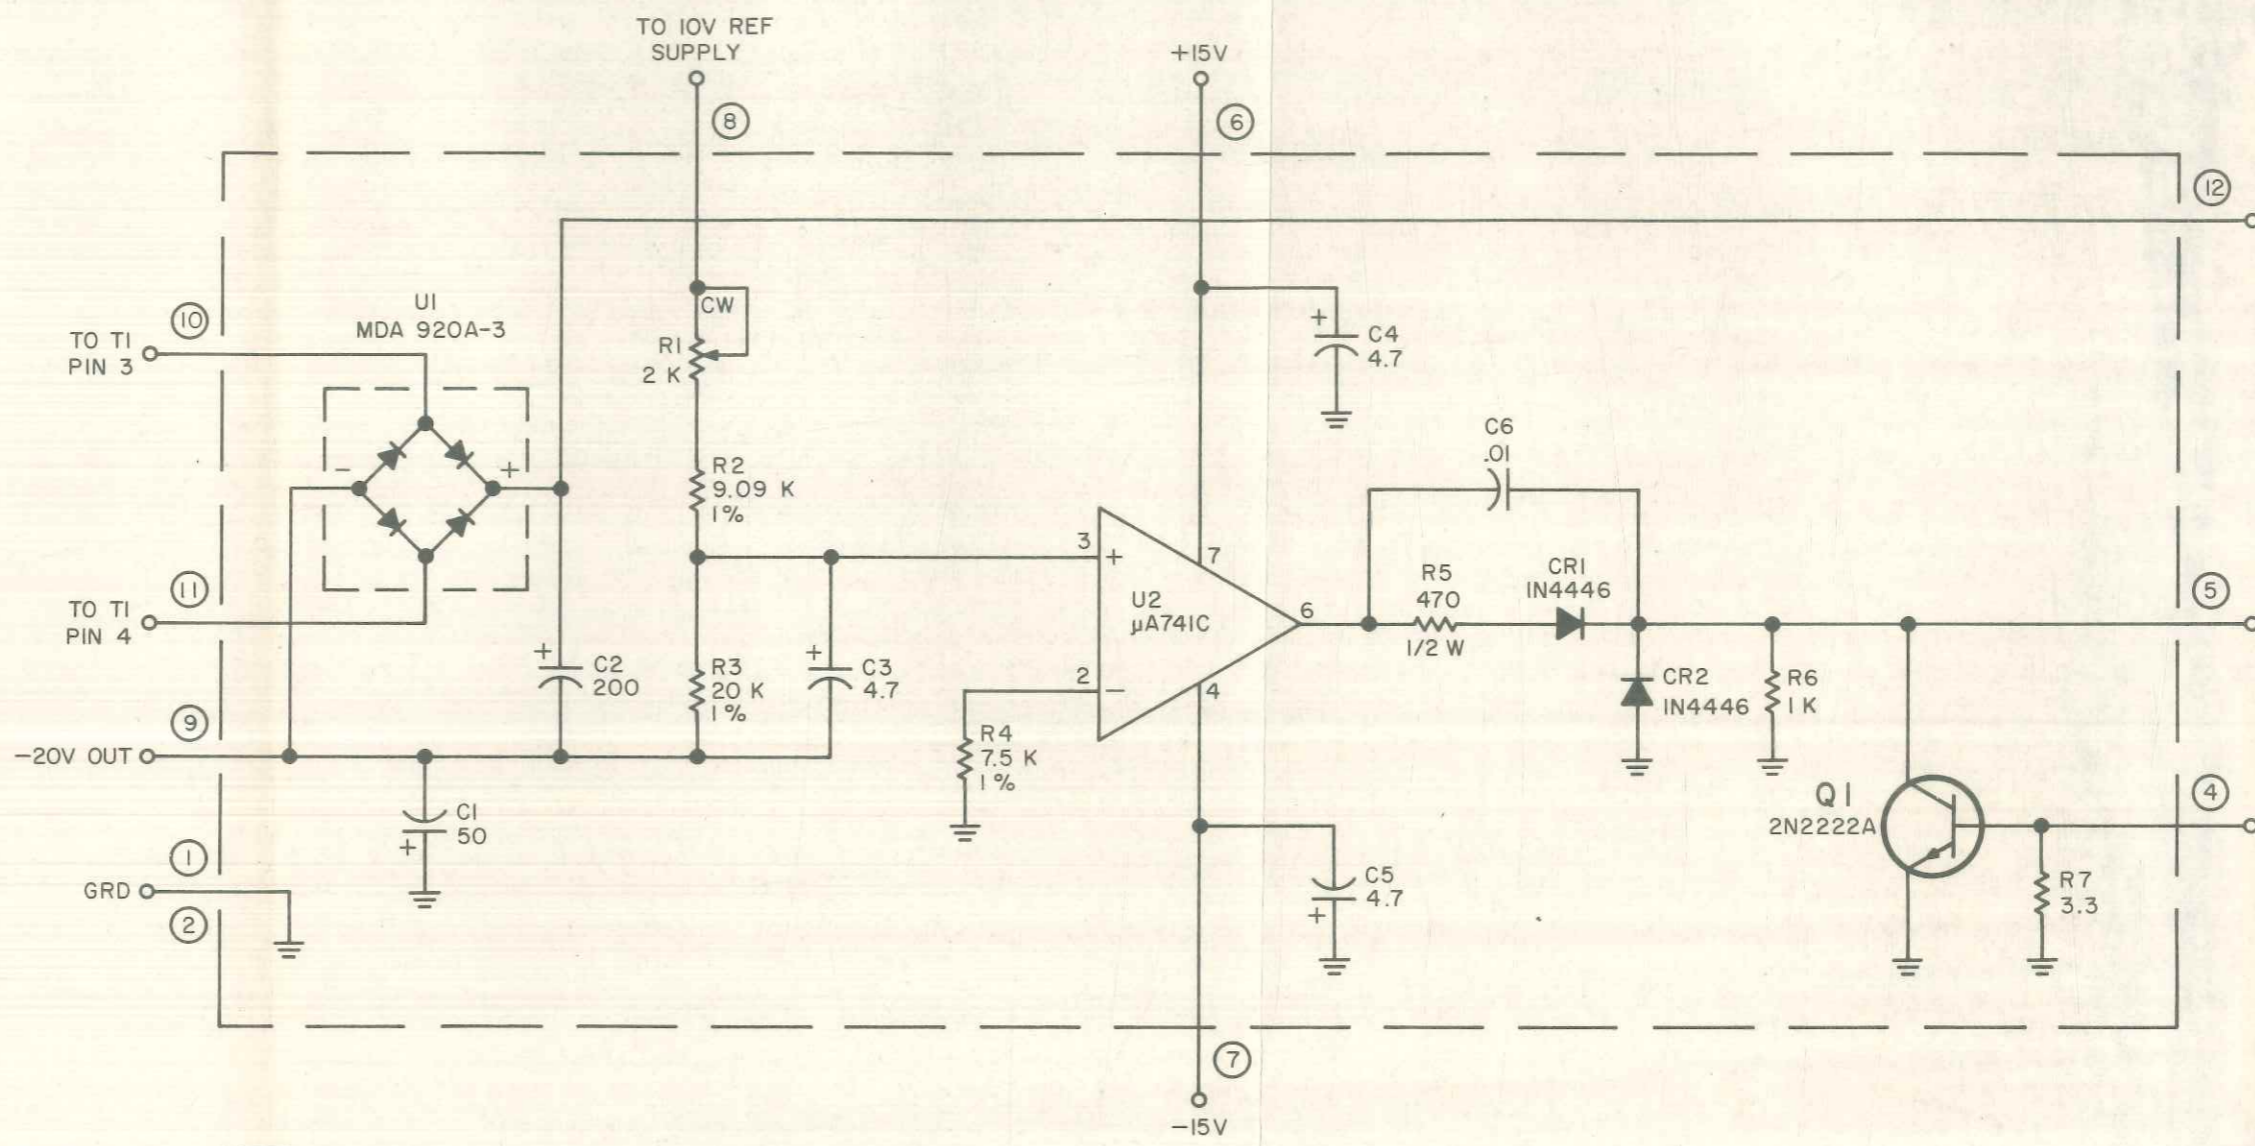 TO 10V REF
SUPPLY
+15V
8
6
12
10
U1
MDA 920A-3
TO T1
PIN 3
CW
R1
2 K
+
C4
4.7
-
+
C6
.01
R2
9.09 K
1%
3
+
7
11
TO T1
PIN 4
U2
µA741C
6
R5
470
1/2 W
CR1
1N4446
5
+
C2
200
R3
20 K
1%
+
C3
4.7
2
-
4
CR2
1N4446
R6
1 K
9
-20V OUT
R4
7.5 K
1%
C1
50
+
Q1
2N2222A
4
1
GRD
2
C5
4.7
+
R7
3.3
7
-15V